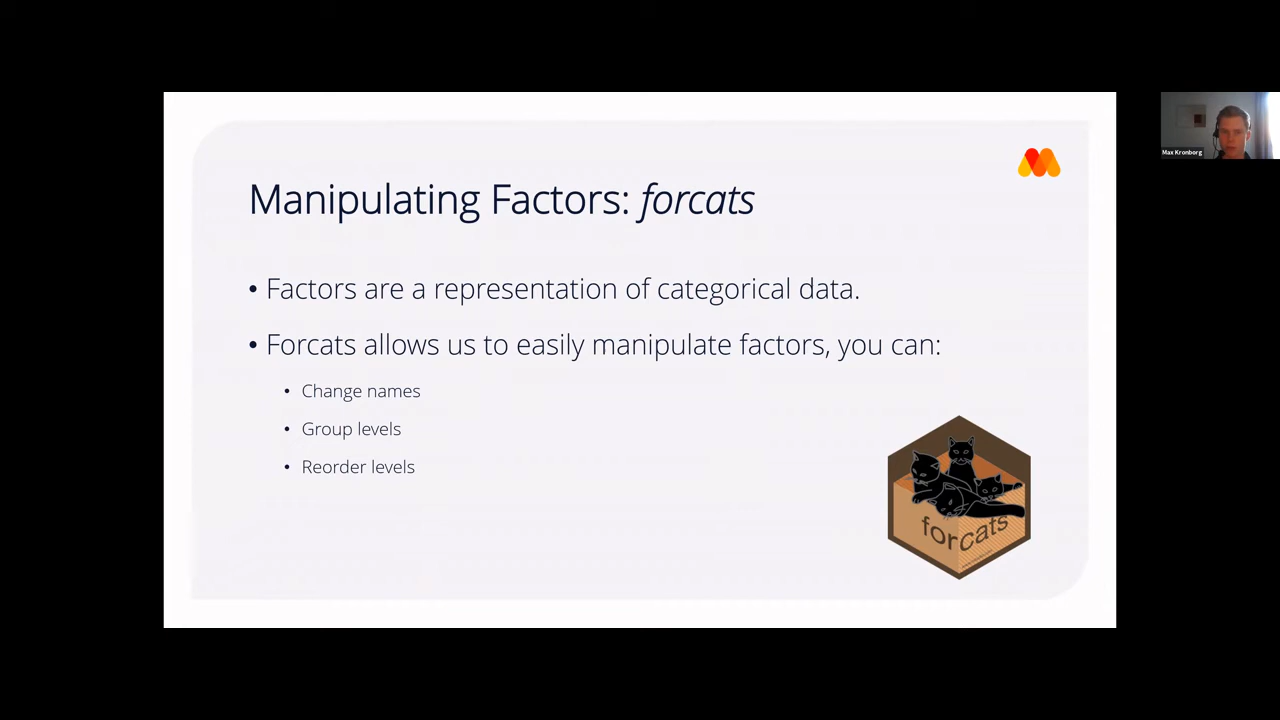 Manipulating Factors: forcats
Max Kronborg
• Factors are a representation of categorical data.
• Forcats allows us to easily manipulate factors, you can:
• Change names
• Group levels
• Reorder levels
forcats